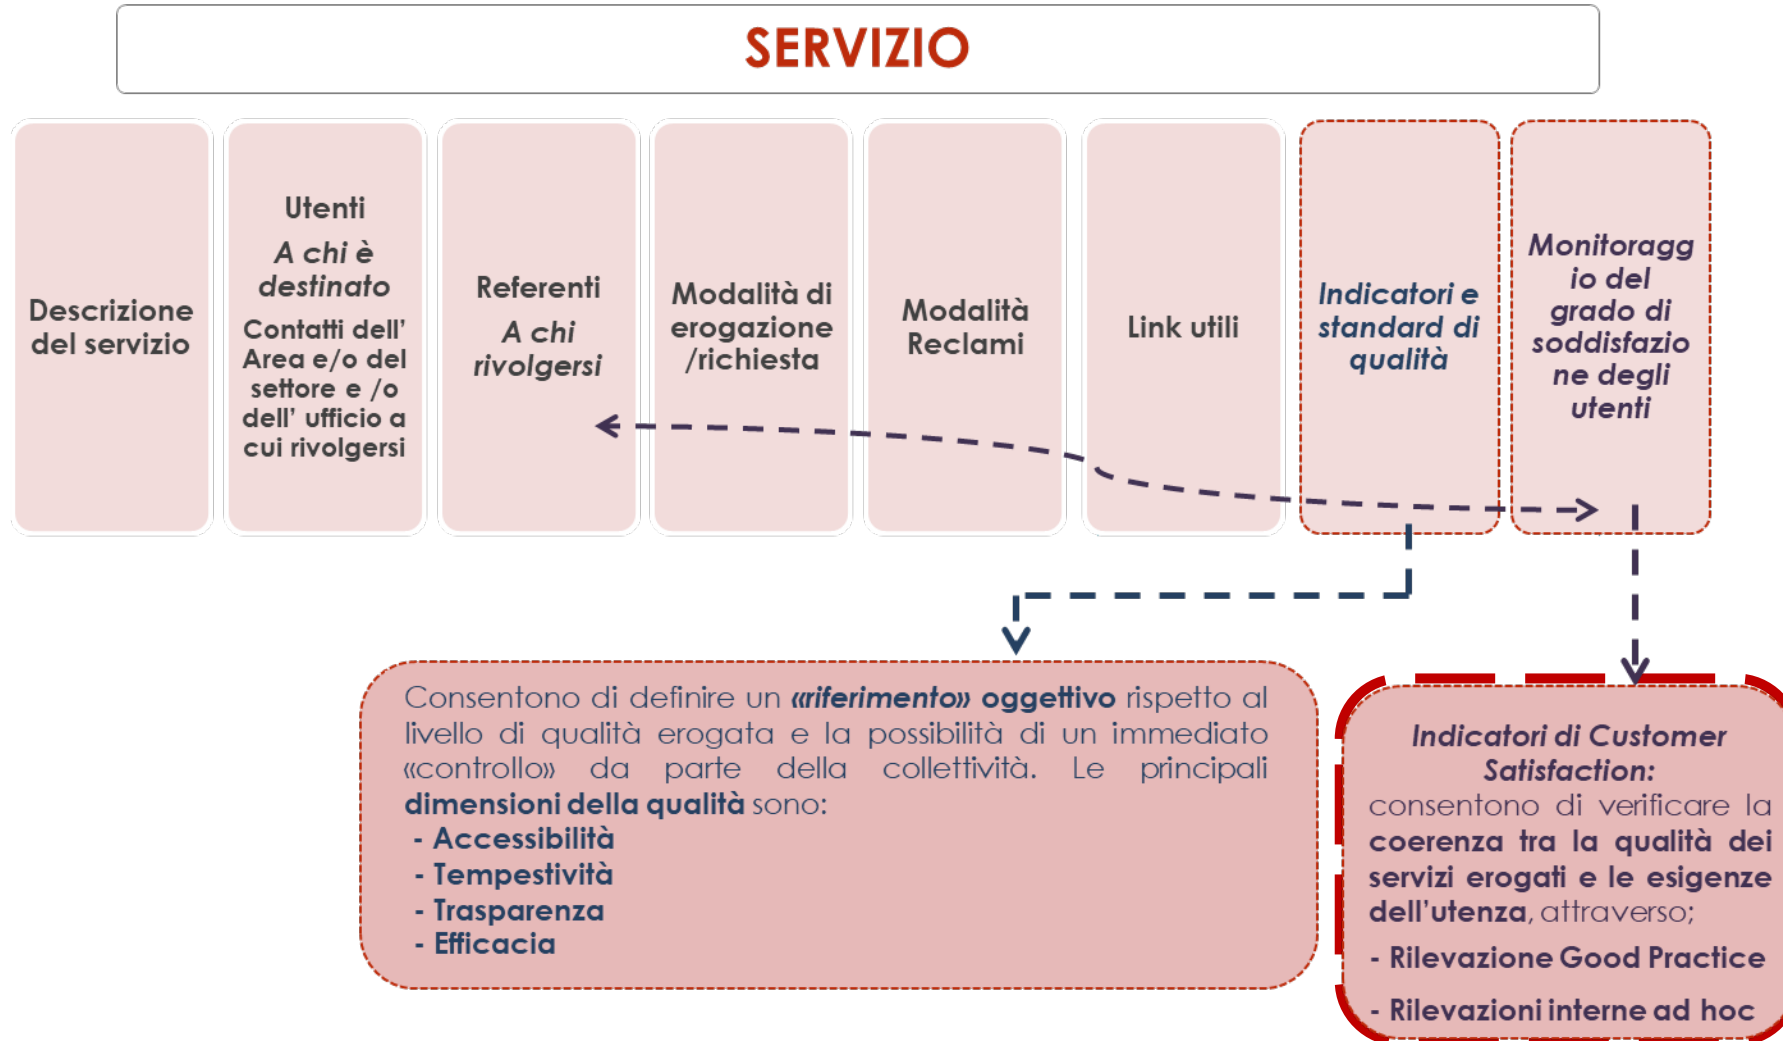 SERVIZIO
Descrizione
del servizio
Utenti
A chi è
destinato
Contatti dell'
Area e/o del
settore e /o
dell' ufficio a
cui rivolgersi
Referenti
A chi
rivolgersi
Modalità di
erogazione
/richiesta
Modalità
Reclami
Link utili
Indicatori e
standard di
qualità
Monitoragg
io del
grado di
soddisfazio
ne degli
utenti
Consentono di definire un «riferimento» oggettivo rispetto al
livello di qualità erogata e la possibilità di un immediato
«controllo» da parte della collettività. Le principali
dimensioni della qualità sono:
- Accessibilità
- Tempestività
- Trasparenza
- Efficacia
Indicatori di Customer
Satisfaction:
consentono di verificare la
coerenza tra la qualità dei
servizi erogati e le esigenze
dell'utenza, attraverso;
- Rilevazione Good Practice
- Rilevazioni interne ad hoc